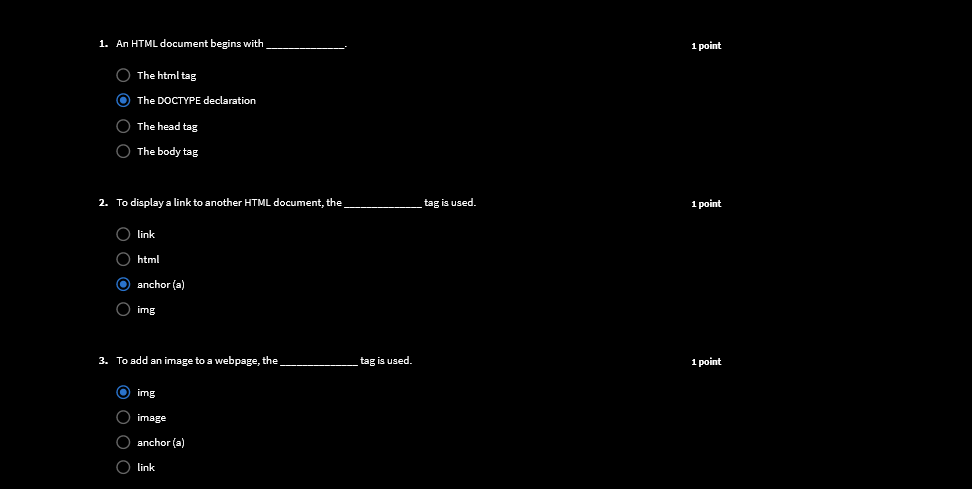 1. An HTML document begins with ______________. 1 point
The html tag
The DOCTYPE declaration
The head tag
The body tag
2. To display a link to another HTML document, the ______________ tag is used. 1 point
link
html
anchor (a)
img
3. To add an image to a webpage, the ______________ tag is used. 1 point
img
image
anchor (a)
link